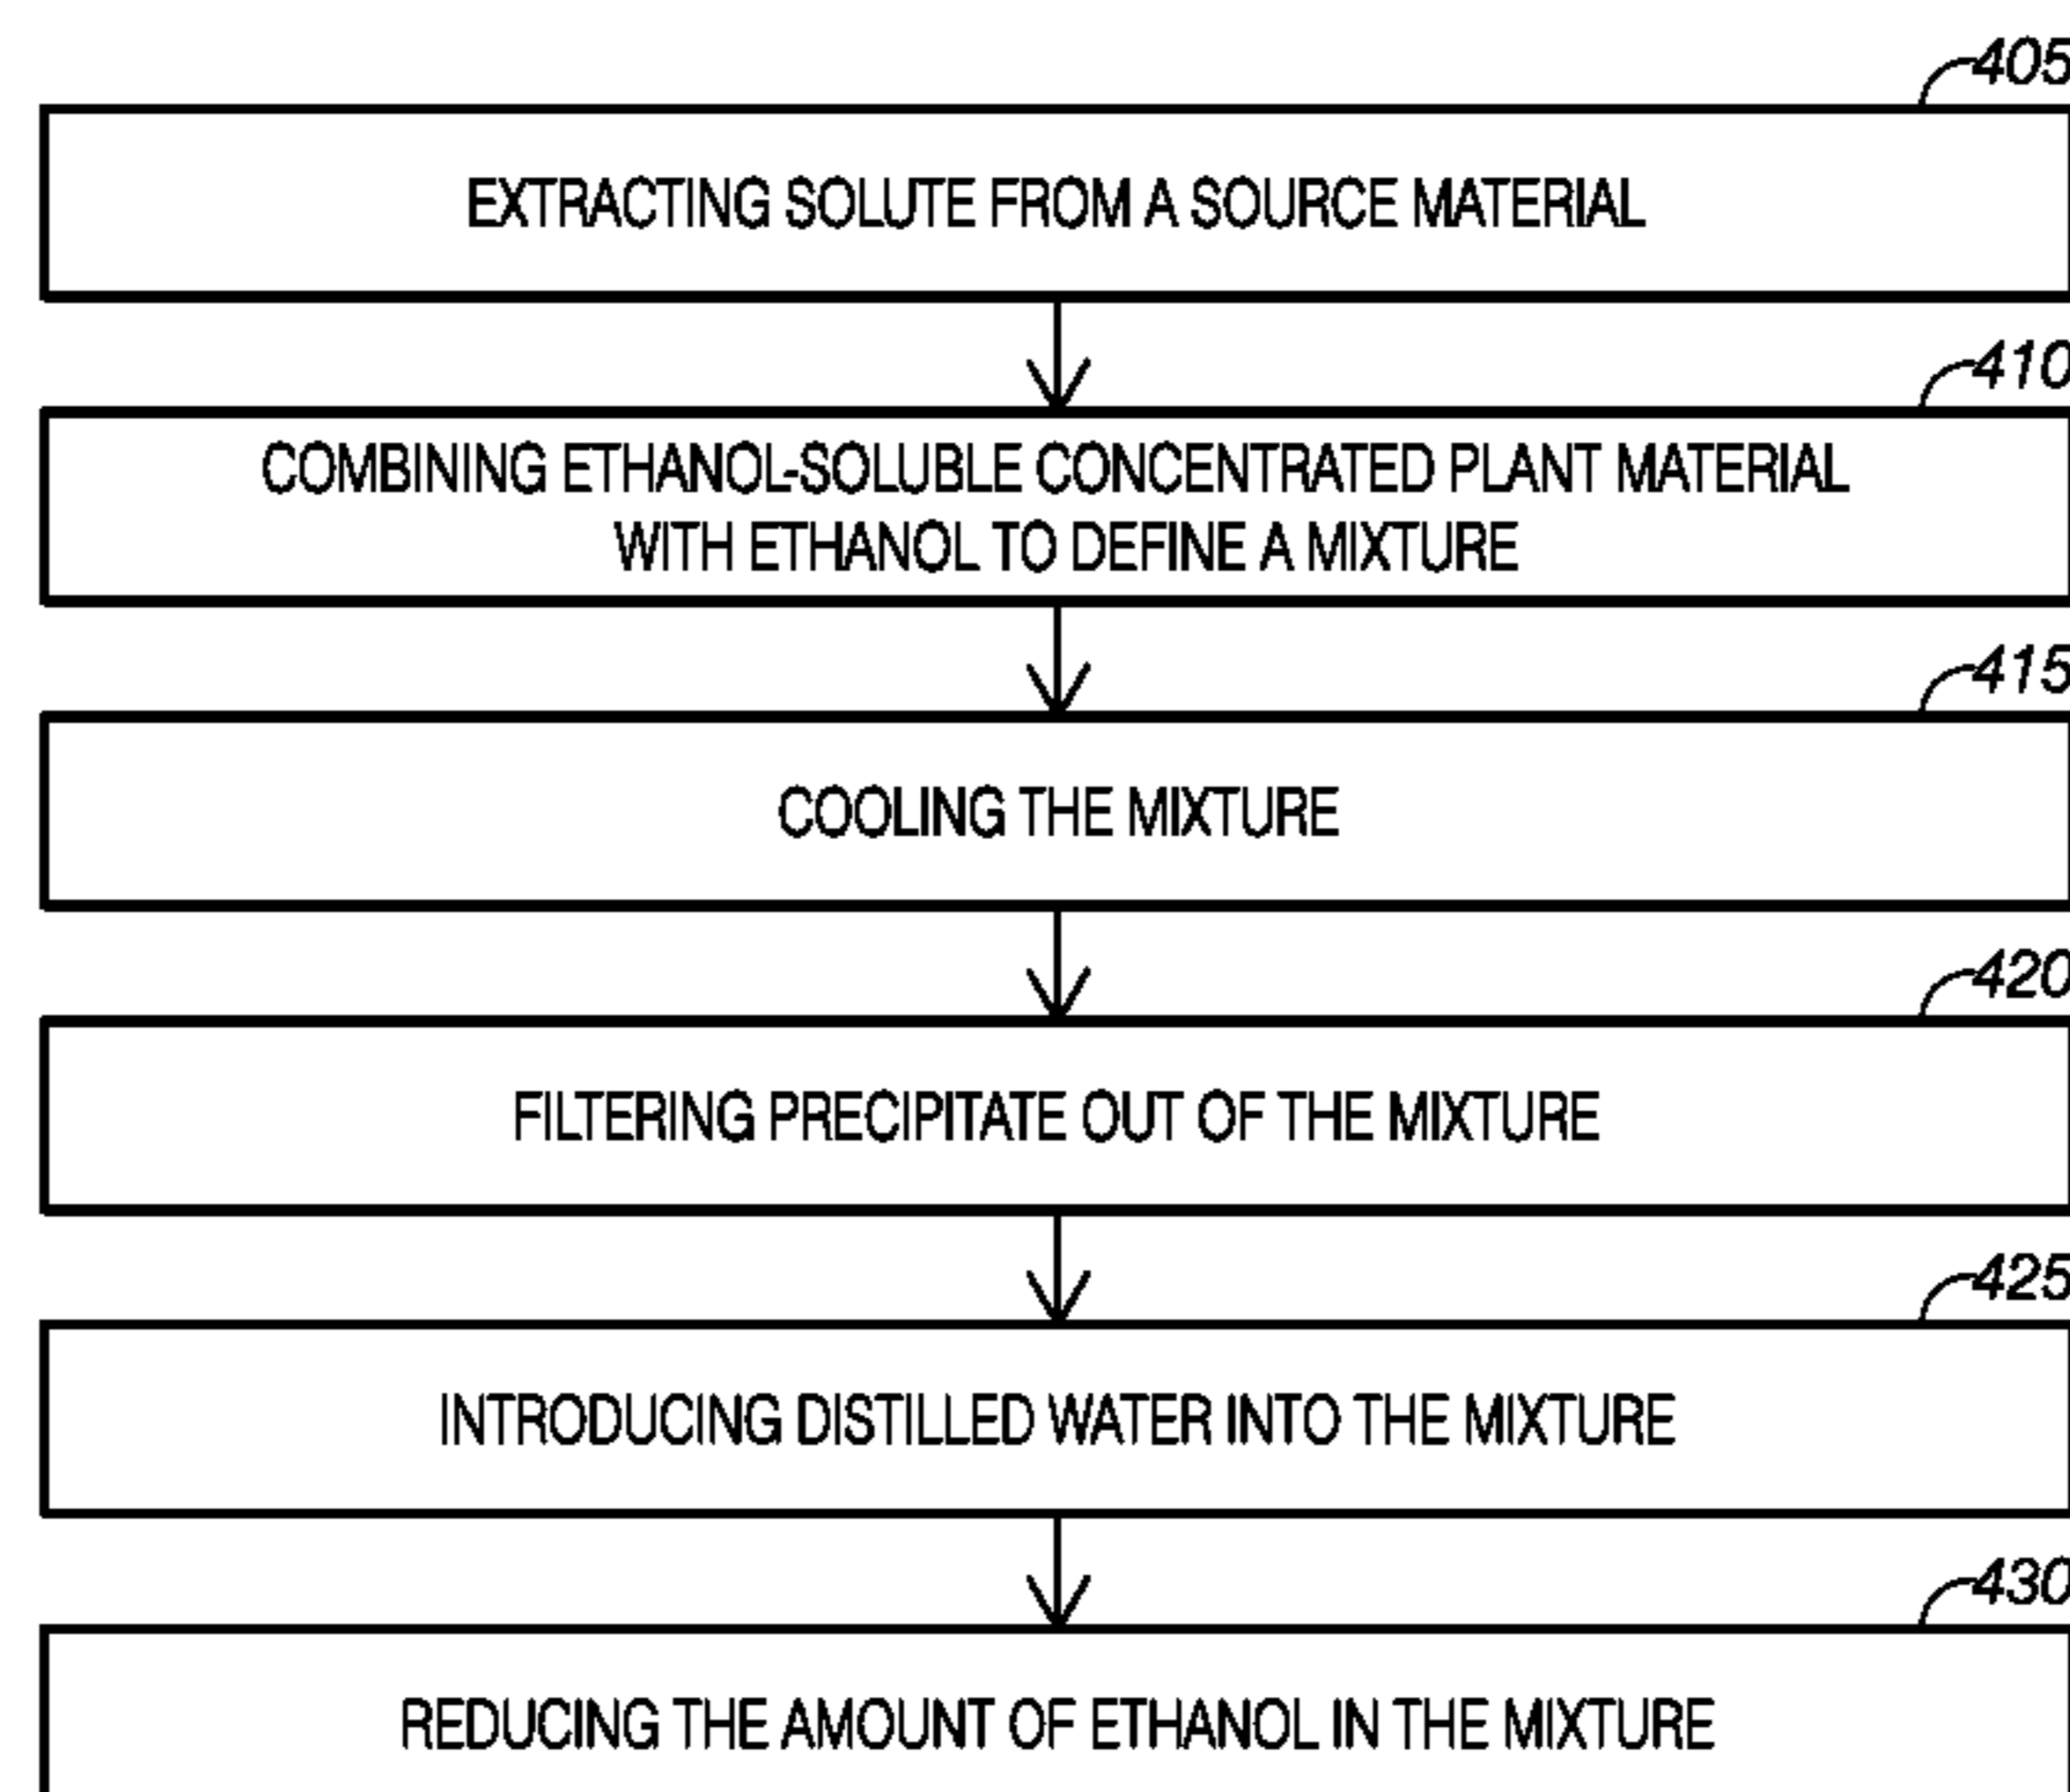 405
EXTRACTING SOLUTE FROM A SOURCE MATERIAL
410
COMBINING ETHANOL-SOLUBLE CONCENTRATED PLANT MATERIAL
WITH ETHANOL TO DEFINE A MIXTURE
415
COOLING THE MIXTURE
420
FILTERING PRECIPITATE OUT OF THE MIXTURE
425
INTRODUCING DISTILLED WATER INTO THE MIXTURE
430
REDUCING THE AMOUNT OF ETHANOL IN THE MIXTURE